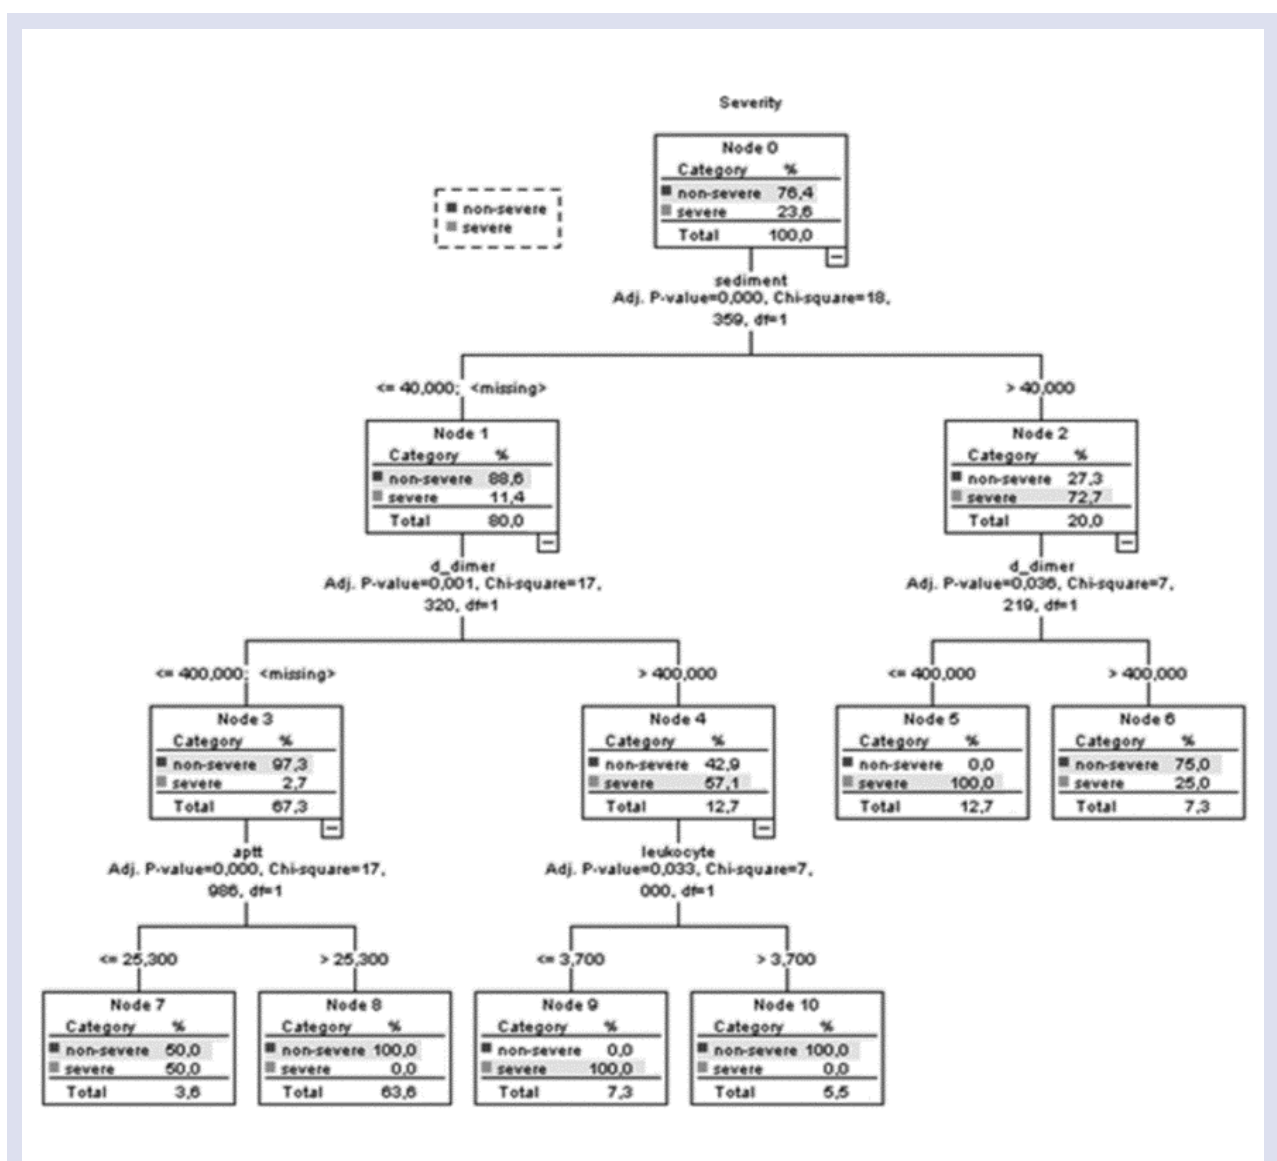 Severity
Node 0
Category %
non-severe 76,4
severe 23,6
Total 100,0
non-severe
severe
sediment
Adj. P-value=0,000, Chi-square=18,
359, df=1
<= 40,000; <missing>
> 40,000
Node 1
Category %
non-severe 88,6
severe 11,4
Total 80,0
Node 2
Category %
non-severe 27,3
severe 72,7
Total 20,0
d_dimer
Adj. P-value=0,001, Chi-square=17,
320, df=1
d_dimer
Adj. P-value=0,036, Chi-square=7,
219, df=1
<= 400,000; <missing>
> 400,000
<= 400,000
> 400,000
Node 3
Category %
non-severe 97,3
severe 2,7
Total 67,3
Node 4
Category %
non-severe 42,9
severe 57,1
Total 12,7
Node 5
Category %
non-severe 0,0
severe 100,0
Total 12,7
Node 6
Category %
non-severe 75,0
severe 25,0
Total 7,3
aptt
Adj. P-value=0,000, Chi-square=17,
986, df=1
leukocyte
Adj. P-value=0,033, Chi-square=7,
000, df=1
<= 25,300
> 25,300
<= 3,700
> 3,700
Node 7
Category %
non-severe 50,0
severe 50,0
Total 3,6
Node 8
Category %
non-severe 100,0
severe 0,0
Total 63,6
Node 9
Category %
non-severe 0,0
severe 100,0
Total 7,3
Node 10
Category %
non-severe 100,0
severe 0,0
Total 5,5